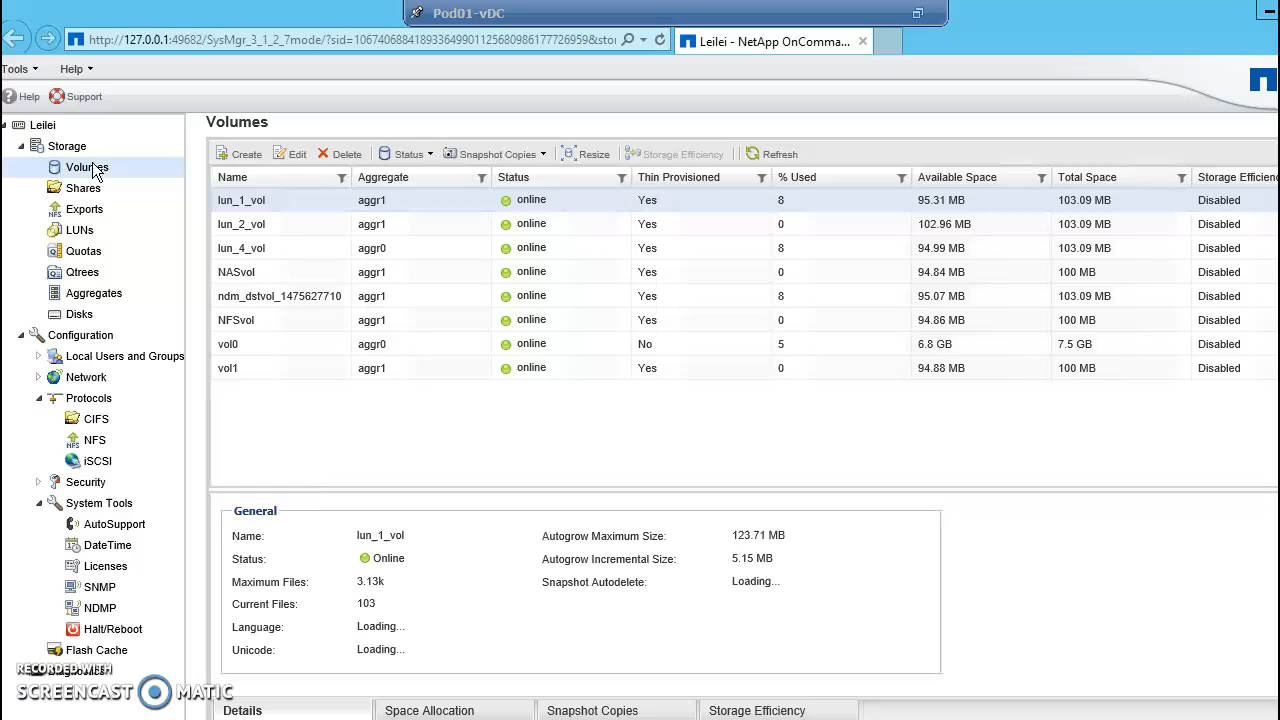 Pod01-vDC
http://127.0.0.1:49682/SysMgr_3_1_2_7mode/?sid=1067406884189336499011256809861777269​59&sto
Leilei - NetApp OnComma...
Tools Help
Help Support
Leilei
Storage
Volumes
Shares
Exports
LUNs
Quotas
Qtrees
Aggregates
Disks
Configuration
Local Users and Groups
Network
Protocols
CIFS
NFS
iSCSI
Security
System Tools
AutoSupport
DateTime
Licenses
SNMP
NDMP
Halt/Reboot
Flash Cache
Diagnostics
Volumes
Create Edit Delete Status Snapshot Copies Resize Storage Efficiency Refresh
Name Aggregate Status Thin Provisioned % Used Available Space Total Space Storage Efficienc
lun_1_vol aggr1 online Yes 8 95.31 MB 103.09 MB Disabled
lun_2_vol aggr1 online Yes 0 102.96 MB 103.09 MB Disabled
lun_4_vol aggr0 online Yes 8 94.99 MB 103.09 MB Disabled
NASvol aggr1 online Yes 0 94.84 MB 100 MB Disabled
ndm_dstvol_1475627710 aggr1 online Yes 8 95.07 MB 103.09 MB Disabled
NFSvol aggr1 online Yes 0 94.86 MB 100 MB Disabled
vol0 aggr0 online No 5 6.8 GB 7.5 GB Disabled
vol1 aggr1 online Yes 0 94.88 MB 100 MB Disabled
General
Name: lun_1_vol Autogrow Maximum Size: 123.71 MB
Status: Online Autogrow Incremental Size: 5.15 MB
Maximum Files: 3.13k Snapshot Autodelete: Loading...
Current Files: 103
Language: Loading...
Unicode: Loading...
Details Space Allocation Snapshot Copies Storage Efficiency
RECORDED WITH
SCREENCAST MATIC